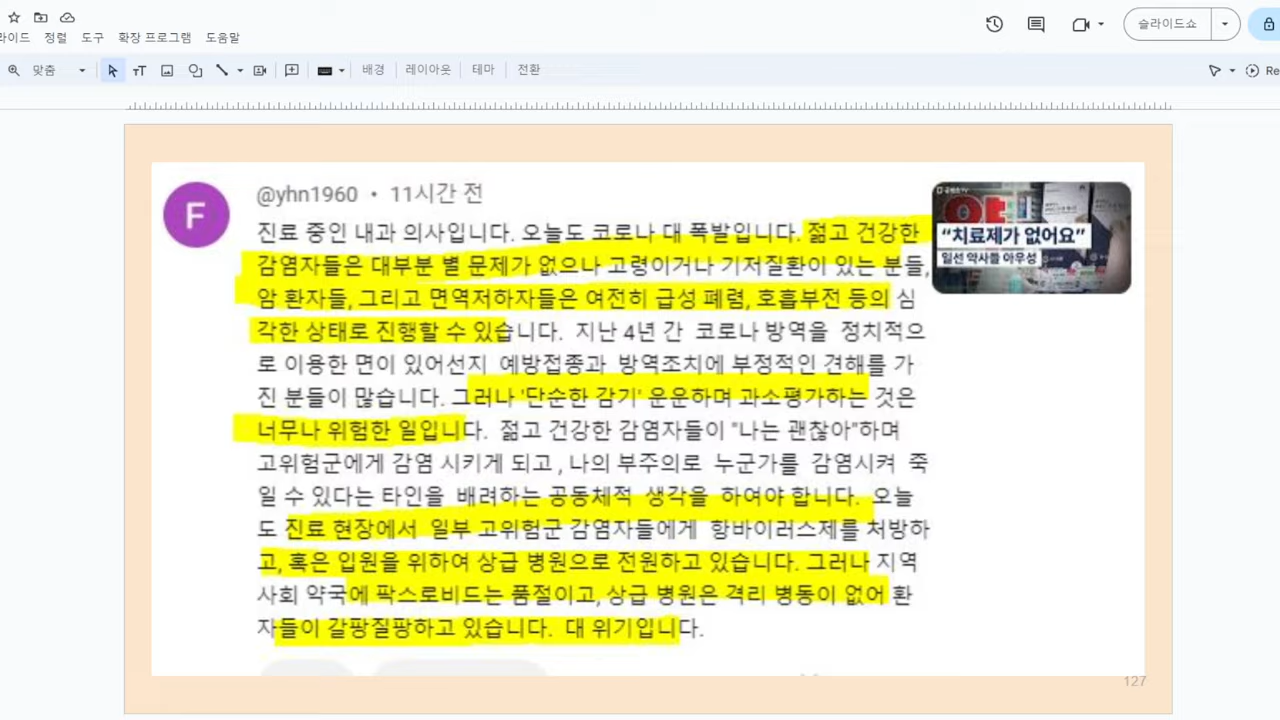 라이드 정렬 도구 확장 프로그램 도움말
슬라이드쇼
맞춤 배경 레이아웃 테마 전환 Re
F
@yhn1960 • 11시간 전
진료 중인 내과 의사입니다. 오늘도 코로나 대 폭발입니다. 젊고 건강한
감염자들은 대부분 별 문제가 없으나 고령이거나 기저질환이 있는 분들,
암 환자들, 그리고 면역저하자들은 여전히 급성 폐렴, 호흡부전 등의 심
각한 상태로 진행할 수 있습니다. 지난 4년 간 코로나 방역을 정치적으
로 이용한 면이 있어선지 예방접종과 방역조치에 부정적인 견해를 가
진 분들이 많습니다. 그러나 '단순한 감기' 운운하며 과소평가하는 것은
너무나 위험한 일입니다. 젊고 건강한 감염자들이 "나는 괜찮아"하며
고위험군에게 감염 시키게 되고 , 나의 부주의로 누군가를 감염시켜 죽
일 수 있다는 타인을 배려하는 공동체적 생각을 하여야 합니다. 오늘
도 진료 현장에서 일부 고위험군 감염자들에게 항바이러스제를 처방하
고, 혹은 입원을 위하여 상급 병원으로 전원하고 있습니다. 그러나 지역
사회 약국에 팍스로비드는 품절이고, 상급 병원은 격리 병동이 없어 환
자들이 갈팡질팡하고 있습니다. 대 위기입니다.
“치료제가 없어요”
일선 약사들 아우성
127